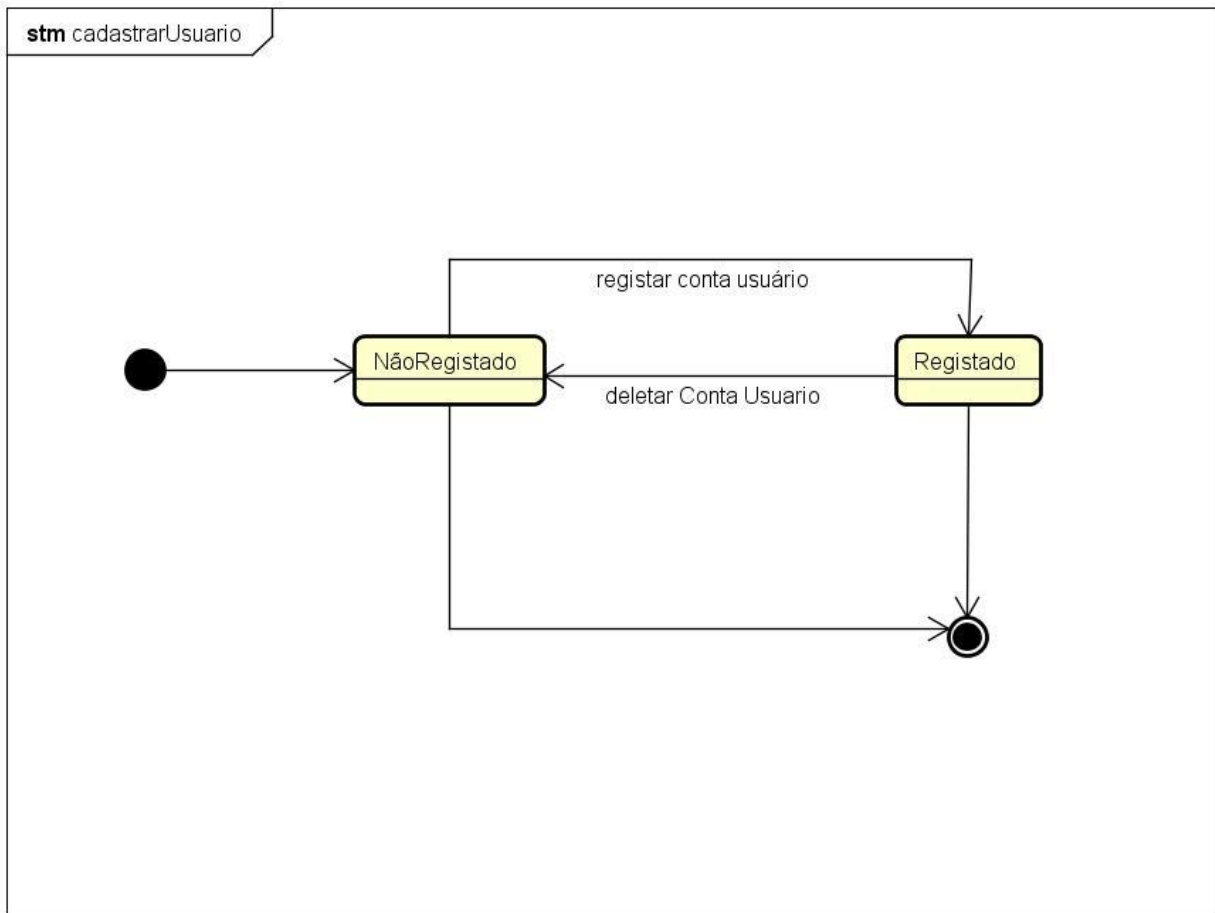 stm cadastrarUsuario
registar conta usuário
NãoRegistado
Registado
deletar Conta Usuario